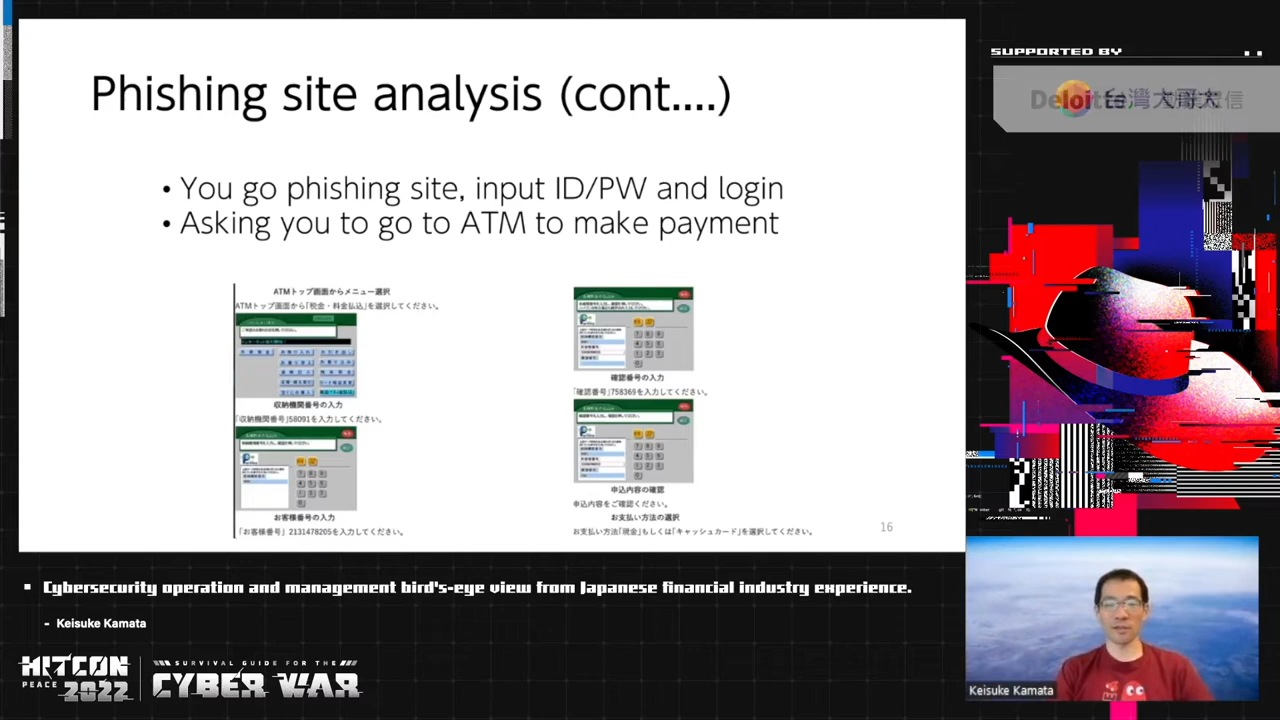 SUPPORTED BY
Deloitte.
台灣大哥大
Phishing site analysis (cont....)
• You go phishing site, input ID/PW and login
• Asking you to go to ATM to make payment
ATMトップ画面からメニュー選択
ATMトップ画面から「税金・料金払込」を選択してください。
収納機関番号の入力
「収納機関番号」58091を入力してください。
お客様番号の入力
「お客様番号」2131478205を入力してください。
確認番号の入力
「確認番号」758369を入力してください。
申込内容の確認
申込内容をご確認ください。
お支払い方法の選択
お支払い方法「現金」もしくは「キャッシュカード」を選択してください。
16
Cybersecurity operation and management bird's-eye view from Japanese financial industry experience.
- Keisuke Kamata
HITCON
PEACE 2022
SURVIVAL GUIDE FOR THE
CYBER WAR
Keisuke Kamata